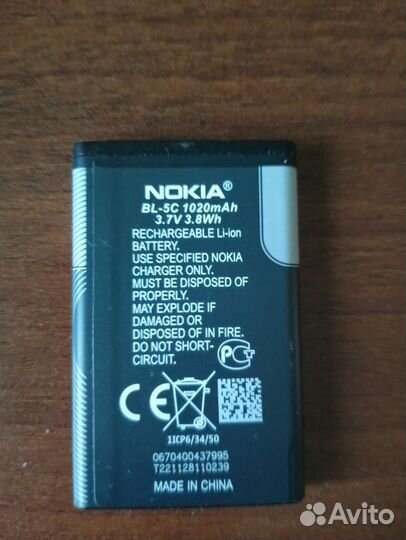 NOKIA®
BL-5C 1020mAh
3.7V 3.8Wh
RECHARGEABLE Li-ion
BATTERY.
USE SPECIFIED NOKIA
CHARGER ONLY.
MUST BE DISPOSED OF
PROPERLY.
MAY EXPLODE IF
DAMAGED OR
DISPOSED OF IN FIRE.
DO NOT SHORT-
CIRCUIT.
1ICP6/34/50
0670400437995
T221128110239
MADE IN CHINA
Avito